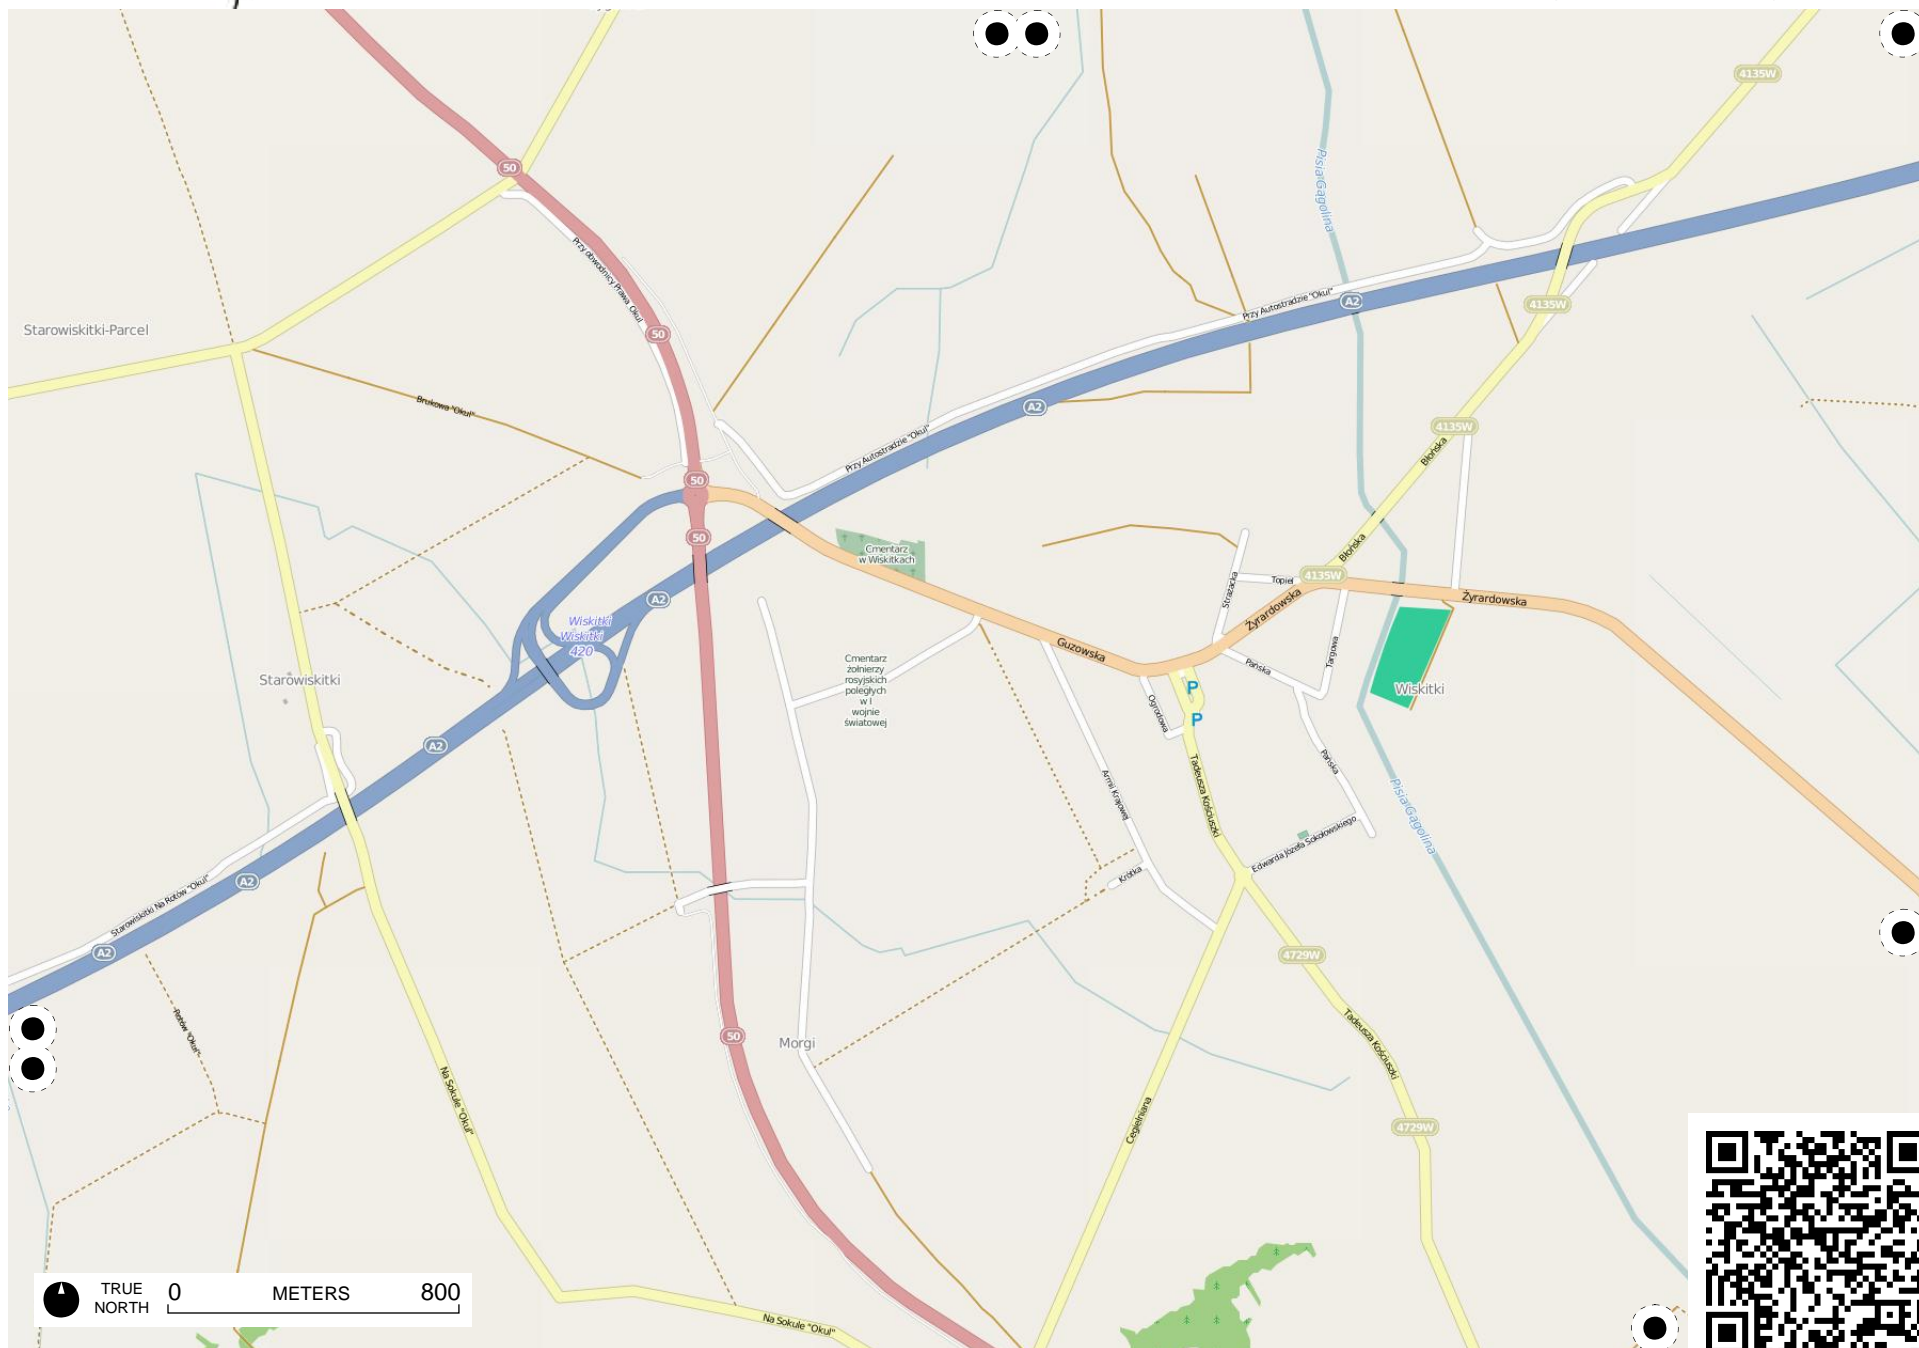 4135W
50
Pisia Gągolina
A2
4135W
Przy obwodnicy Prawa "Okul"
Przy Autostradzie "Okul"
Starowiskitki-Parcel
50
Brukowa "Okul"
A2
4135W
Błońska
Przy Autostradzie "Okul"
50
50
Cmentarz
w Wiskitkach
Błońska
4135W
Topiel
Strażacka
Żyrardowska
Żyrardowska
A2
Wiskitki
Wiskitki
420
Guzowska
Pańska
Targowa
Cmentarz
żołnierzy
rosyjskich
poległych
w I
wojnie
światowej
Starowiskitki
P
Wiskitki
Ogrodowa
P
A2
Pańska
Tadeusza Kościuszki
Armii Krajowej
Pisia Gągolina
Edwarda Józefa Sokołowskiego
Krótka
A2
Starowiskitki Na Rotów "Okul"
A2
4729W
Rotów "Okul"
50
Morgi
Tadeusza Kościuszki
Na Sokule "Okul"
Cegielniana
4729W
TRUE
NORTH
0 METERS 800
Na Sokule "Okul"